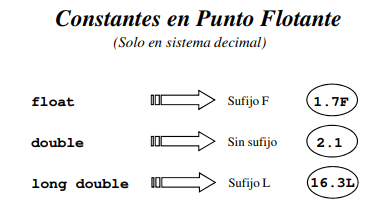 Constantes en Punto Flotante
(Solo en sistema decimal)
float Sufijo F 1.7F
double Sin sufijo 2.1
long double Sufijo L 16.3L